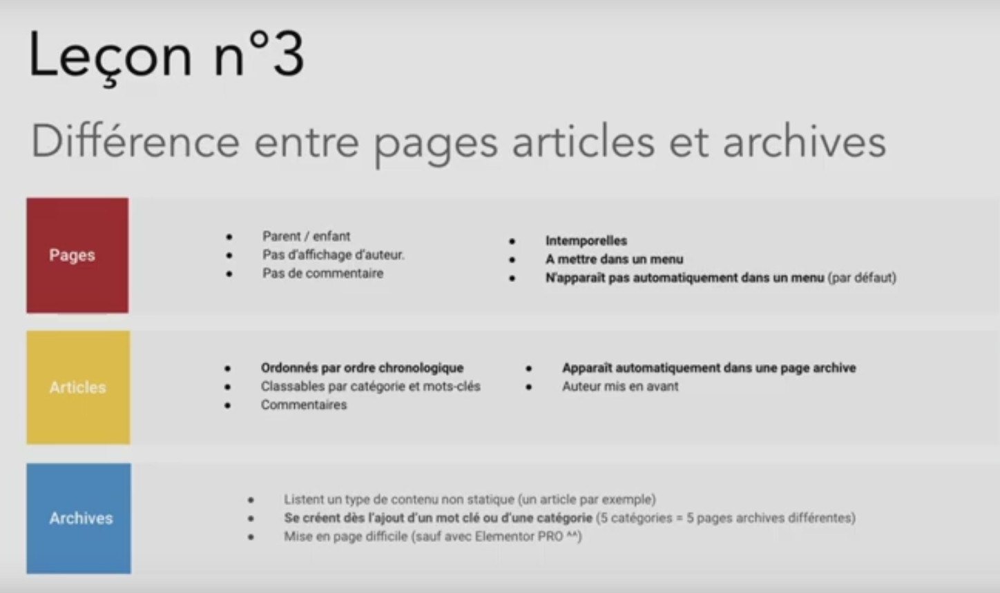 Leçon n°3
Différence entre pages articles et archives
Pages
• Parent / enfant
• Pas d'affichage d'auteur.
• Pas de commentaire
• Intemporelles
• A mettre dans un menu
• N'apparaît pas automatiquement dans un menu (par défaut)
Articles
• Ordonnés par ordre chronologique
• Classables par catégorie et mots-clés
• Commentaires
• Apparaît automatiquement dans une page archive
• Auteur mis en avant
Archives
• Listent un type de contenu non statique (un article par exemple)
• Se créent dès l'ajout d'un mot clé ou d'une catégorie (5 catégories = 5 pages archives différentes)
• Mise en page difficile (sauf avec Elementor PRO ^^)